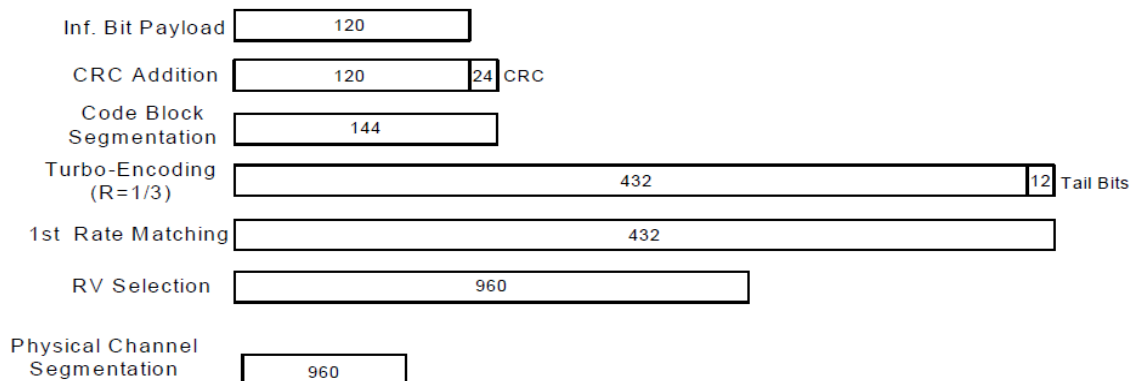 Inf. Bit Payload 120
CRC Addition 120 24 CRC
Code Block
Segmentation 144
Turbo-Encoding
(R=1/3) 432 12 Tail Bits
1st Rate Matching 432
RV Selection 960
Physical Channel
Segmentation 960